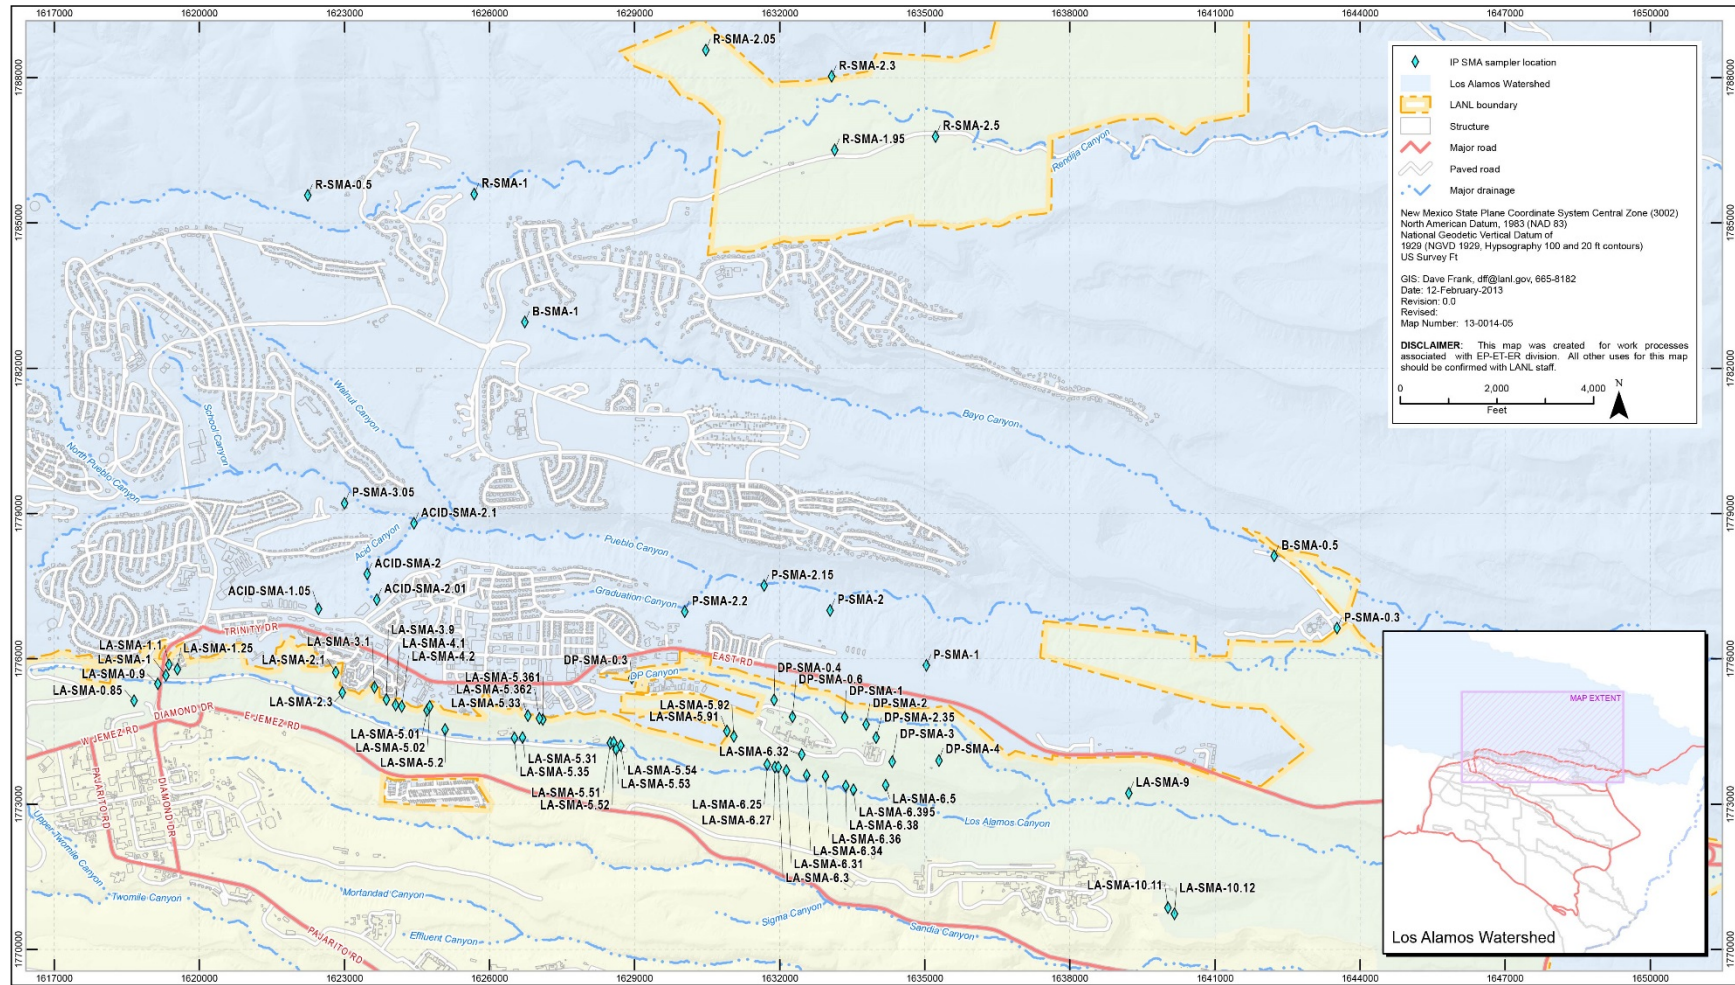 1617000 1620000 1623000 1626000 1629000 1632000 1635000 1638000 1641000 1644000 1647000 1650000
1788000
1785000
1782000
1779000
1776000
1773000
1770000
1788000
1785000
1782000
1779000
1776000
1773000
1770000
R-SMA-2.05
R-SMA-2.3
R-SMA-2.5
R-SMA-1.95
Rendija Canyon
R-SMA-0.5
R-SMA-1
B-SMA-1
Walnut Canyon
School Canyon
North Pueblo Canyon
Bayo Canyon
P-SMA-3.05
ACID-SMA-2.1
Acid Canyon
Pueblo Canyon
B-SMA-0.5
ACID-SMA-2
ACID-SMA-2.01
ACID-SMA-1.05
P-SMA-2.15
Graduation Canyon
P-SMA-2.2
P-SMA-2
P-SMA-0.3
TRINITY DR
LA-SMA-3.9
LA-SMA-3.1
LA-SMA-4.1
LA-SMA-4.2
LA-SMA-1.1
LA-SMA-1.25
LA-SMA-1
LA-SMA-2.1
LA-SMA-0.9
LA-SMA-0.85
DP-SMA-0.3
EAST RD
P-SMA-1
DP Canyon
DP-SMA-0.4
DP-SMA-0.6
DP-SMA-1
DP-SMA-2
DP-SMA-2.35
DP-SMA-3
DP-SMA-4
LA-SMA-5.361
LA-SMA-5.362
LA-SMA-5.33
LA-SMA-2.3
LA-SMA-5.92
LA-SMA-5.91
DIAMOND DR
E JEMEZ RD
W JEMEZ RD
LA-SMA-5.01
LA-SMA-5.02
LA-SMA-5.2
LA-SMA-5.31
LA-SMA-5.35
LA-SMA-5.51
LA-SMA-5.52
LA-SMA-5.54
LA-SMA-5.53
LA-SMA-6.32
LA-SMA-6.25
LA-SMA-6.27
LA-SMA-6.5
LA-SMA-6.395
LA-SMA-6.38
LA-SMA-6.36
LA-SMA-6.34
LA-SMA-6.31
LA-SMA-6.3
LA-SMA-9
Los Alamos Canyon
PAJARITO RD
DIAMOND DR
Upper Twomile Canyon
Twomile Canyon
Mortandad Canyon
Effluent Canyon
PAJARITO RD
Sigma Canyon
Sandia Canyon
LA-SMA-10.11
LA-SMA-10.12
IP SMA sampler location
Los Alamos Watershed
LANL boundary
Structure
Major road
Paved road
Major drainage
New Mexico State Plane Coordinate System Central Zone (3002)
North American Datum, 1983 (NAD 83)
National Geodetic Vertical Datum of
1929 (NGVD 1929, Hypsography 100 and 20 ft contours)
US Survey Ft
GIS: Dave Frank, dff@lanl.gov, 665-8182
Date: 12-February-2013
Revision: 0.0
Revised:
Map Number: 13-0014-05
DISCLAIMER: This map was created for work processes
associated with EP-ET-ER division. All other uses for this map
should be confirmed with LANL staff.
0 2,000 4,000
Feet
N
MAP EXTENT
Los Alamos Watershed
1617000 1620000 1623000 1626000 1629000 1632000 1635000 1638000 1641000 1644000 1647000 1650000